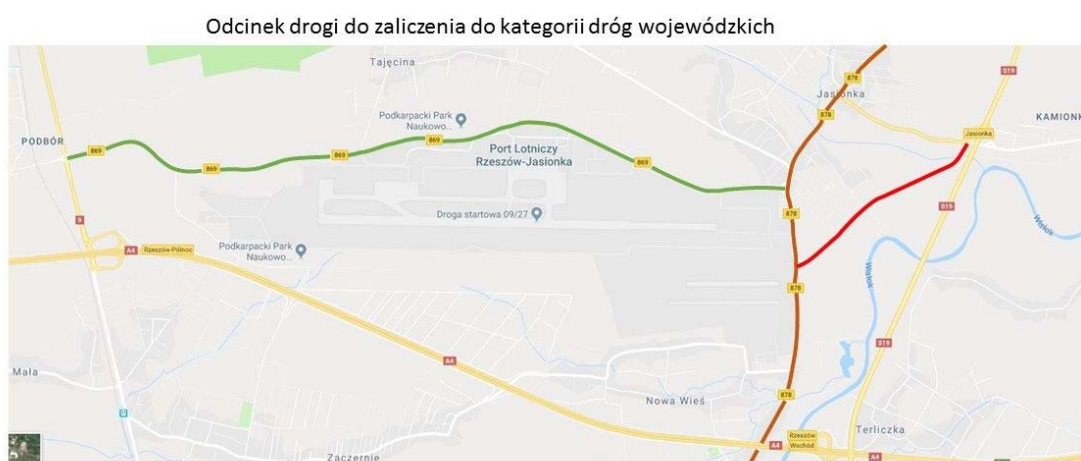 Odcinek drogi do zaliczenia do kategorii dróg wojewódzkich
Tajęcina
878
S19
Jasionka
878
Podkarpacki Park
Naukowo...
KAMIONK
PODBÓR
869
869
Jasionka
Port Lotniczy
Rzeszów-Jasionka
869
869
869
Droga startowa 09/27
878
S19
9
Wisłok
Podkarpacki Park
Naukowo...
A4
Rzeszów-Północ
Wisłok
878
S19
A4
Mała
878
Nowa Wieś
Terliczka
Rzeszów
Wschód
A4
A4
Zaczernie